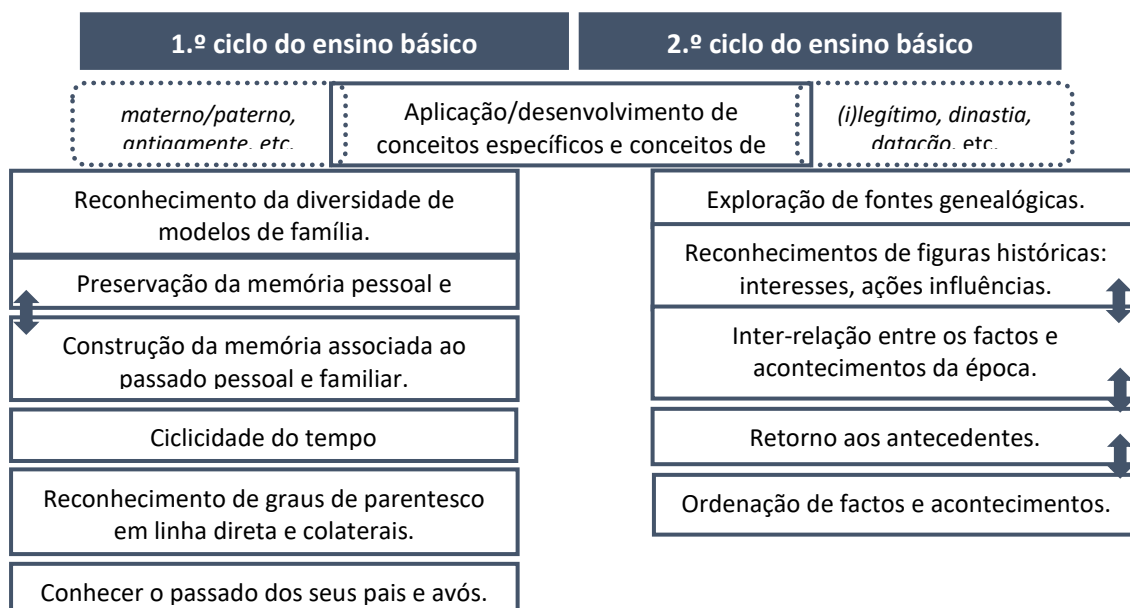 1.º ciclo do ensino básico
2.º ciclo do ensino básico
materno/paterno,
antigamente, etc.
Aplicação/desenvolvimento de
conceitos específicos e conceitos de
(i)legítimo, dinastia,
datação, etc.
Reconhecimento da diversidade de
modelos de família.
Preservação da memória pessoal e
Construção da memória associada ao
passado pessoal e familiar.
Ciclicidade do tempo
Reconhecimento de graus de parentesco
em linha direta e colaterais.
Conhecer o passado dos seus pais e avós.
Exploração de fontes genealógicas.
Reconhecimentos de figuras históricas:
interesses, ações influências.
Inter-relação entre os factos e
acontecimentos da época.
Retorno aos antecedentes.
Ordenação de factos e acontecimentos.